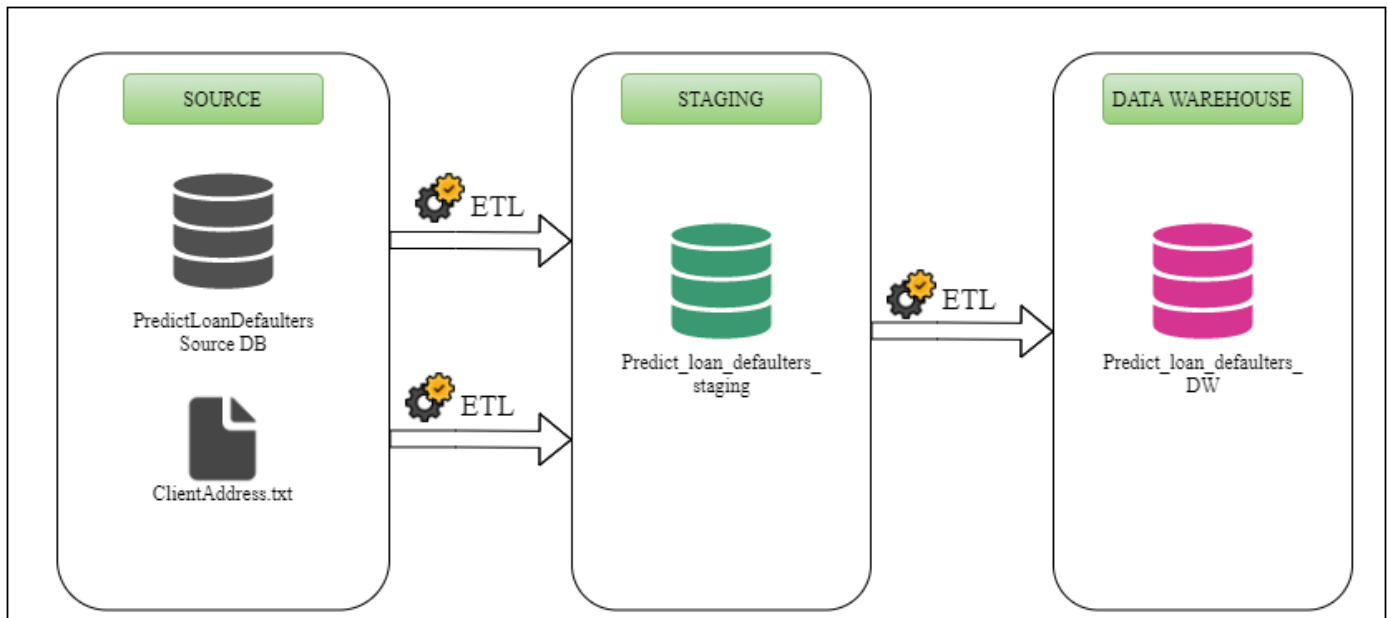 SOURCE
PredictLoanDefaulters
Source DB
ClientAddress.txt
ETL
ETL
STAGING
Predict_loan_defaulters_
staging
ETL
DATA WAREHOUSE
Predict_loan_defaulters_
DW